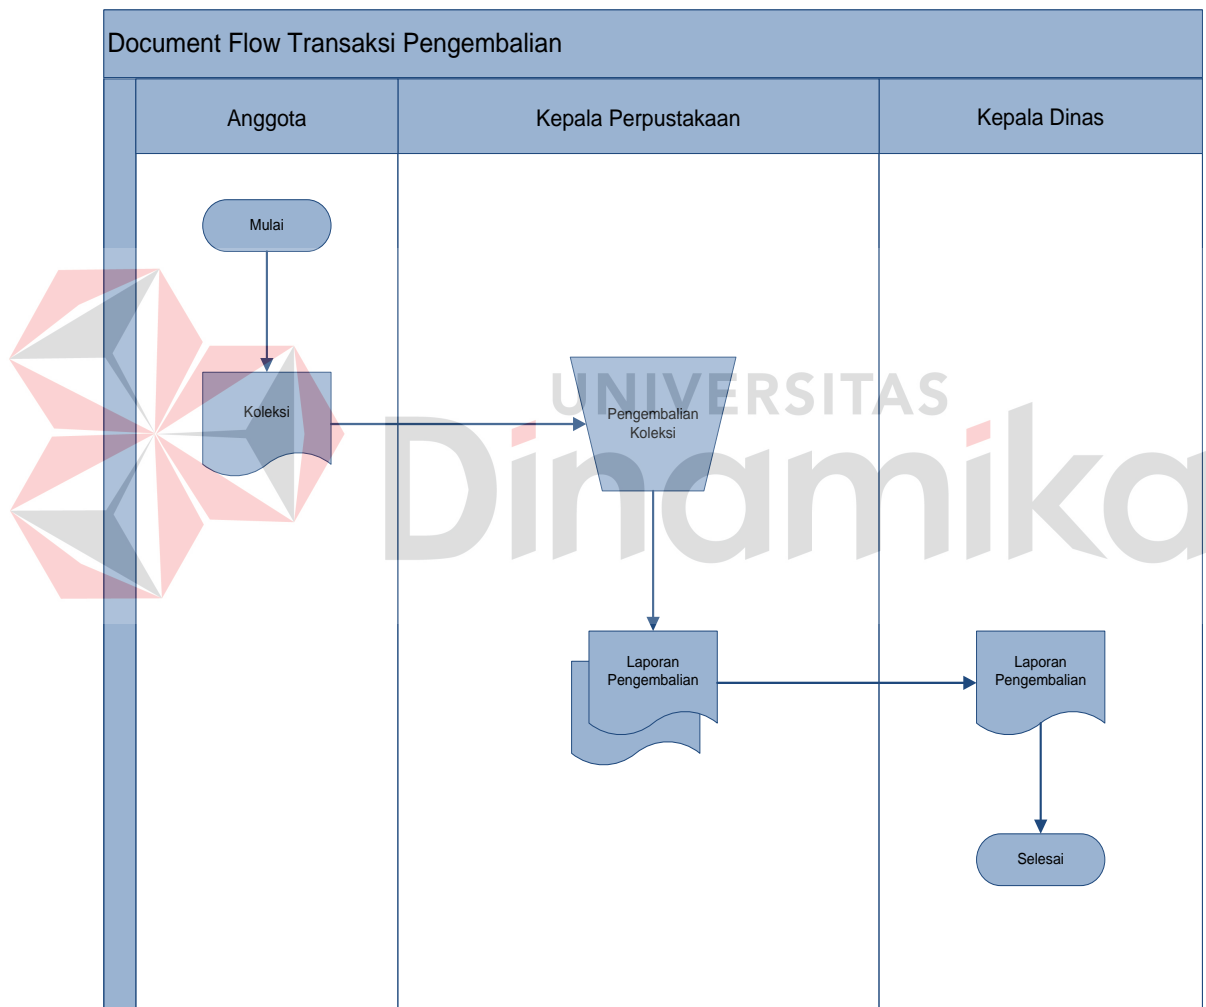 Document Flow Transaksi Pengembalian
Anggota
Kepala Perpustakaan
Kepala Dinas
Mulai
Koleksi
Pengembalian
Koleksi
UNIVERSITAS
Dinamika
Laporan
Pengembalian
Laporan
Pengembalian
Selesai